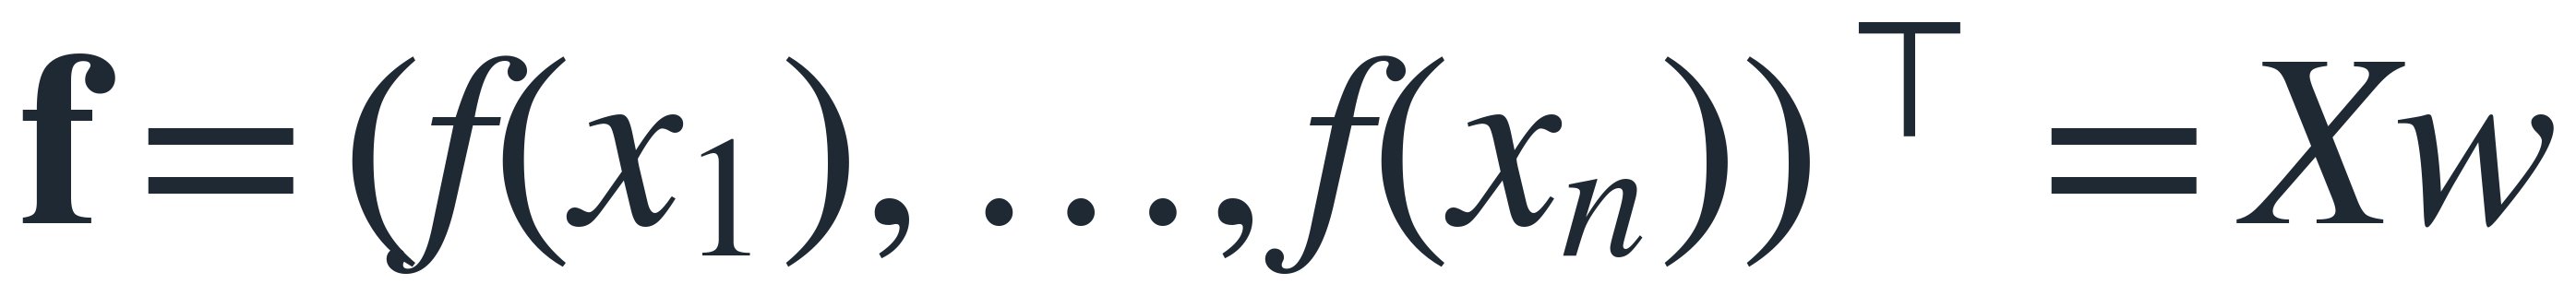 𝐟 = (f(x₁), …, f(xₙ))^⊤ = Xw